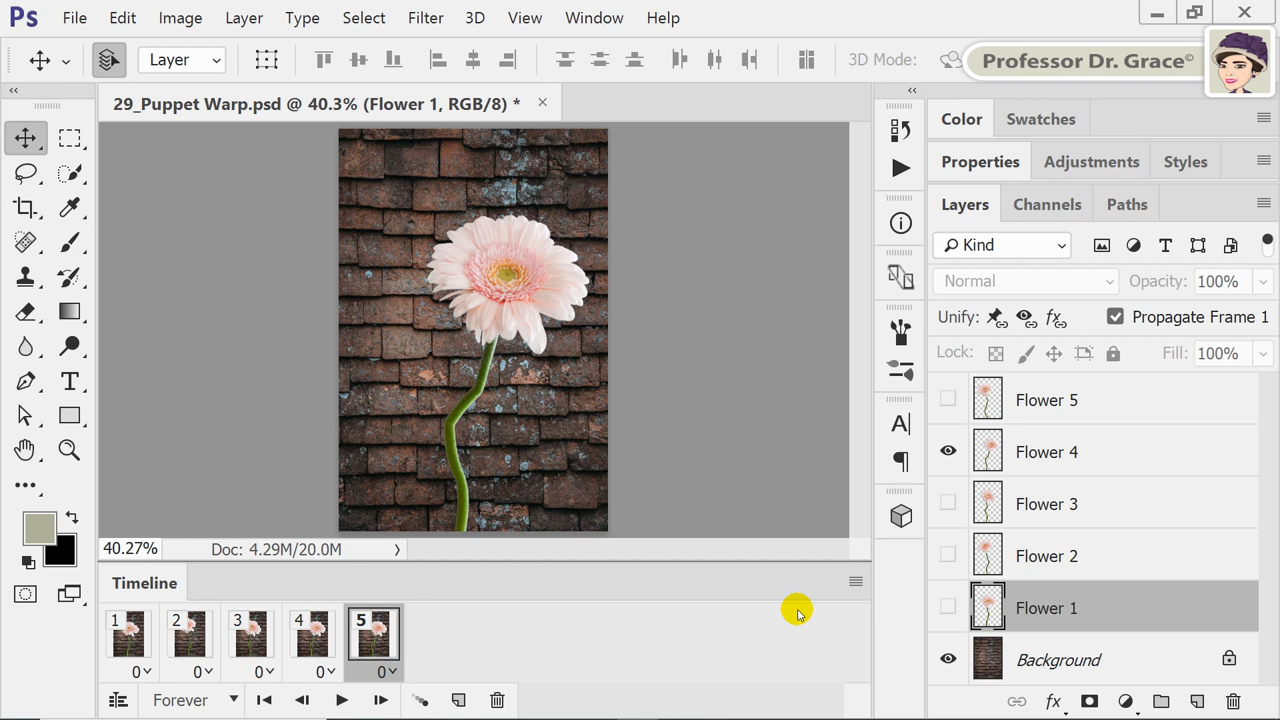 Ps File Edit Image Layer Type Select Filter 3D View Window Help
Layer 3D Mode: Professor Dr. Grace©
29_Puppet Warp.psd @ 40.3% (Flower 1, RGB/8) *
Color Swatches
Properties Adjustments Styles
Layers Channels Paths
Kind
Normal Opacity: 100%
Unify: Propagate Frame 1
Lock: Fill: 100%
Flower 5
Flower 4
Flower 3
Flower 2
Flower 1
Background
40.27% Doc: 4.29M/20.0M
Timeline
1 2 3 4 5
0 0 0 0 0
Forever
fx